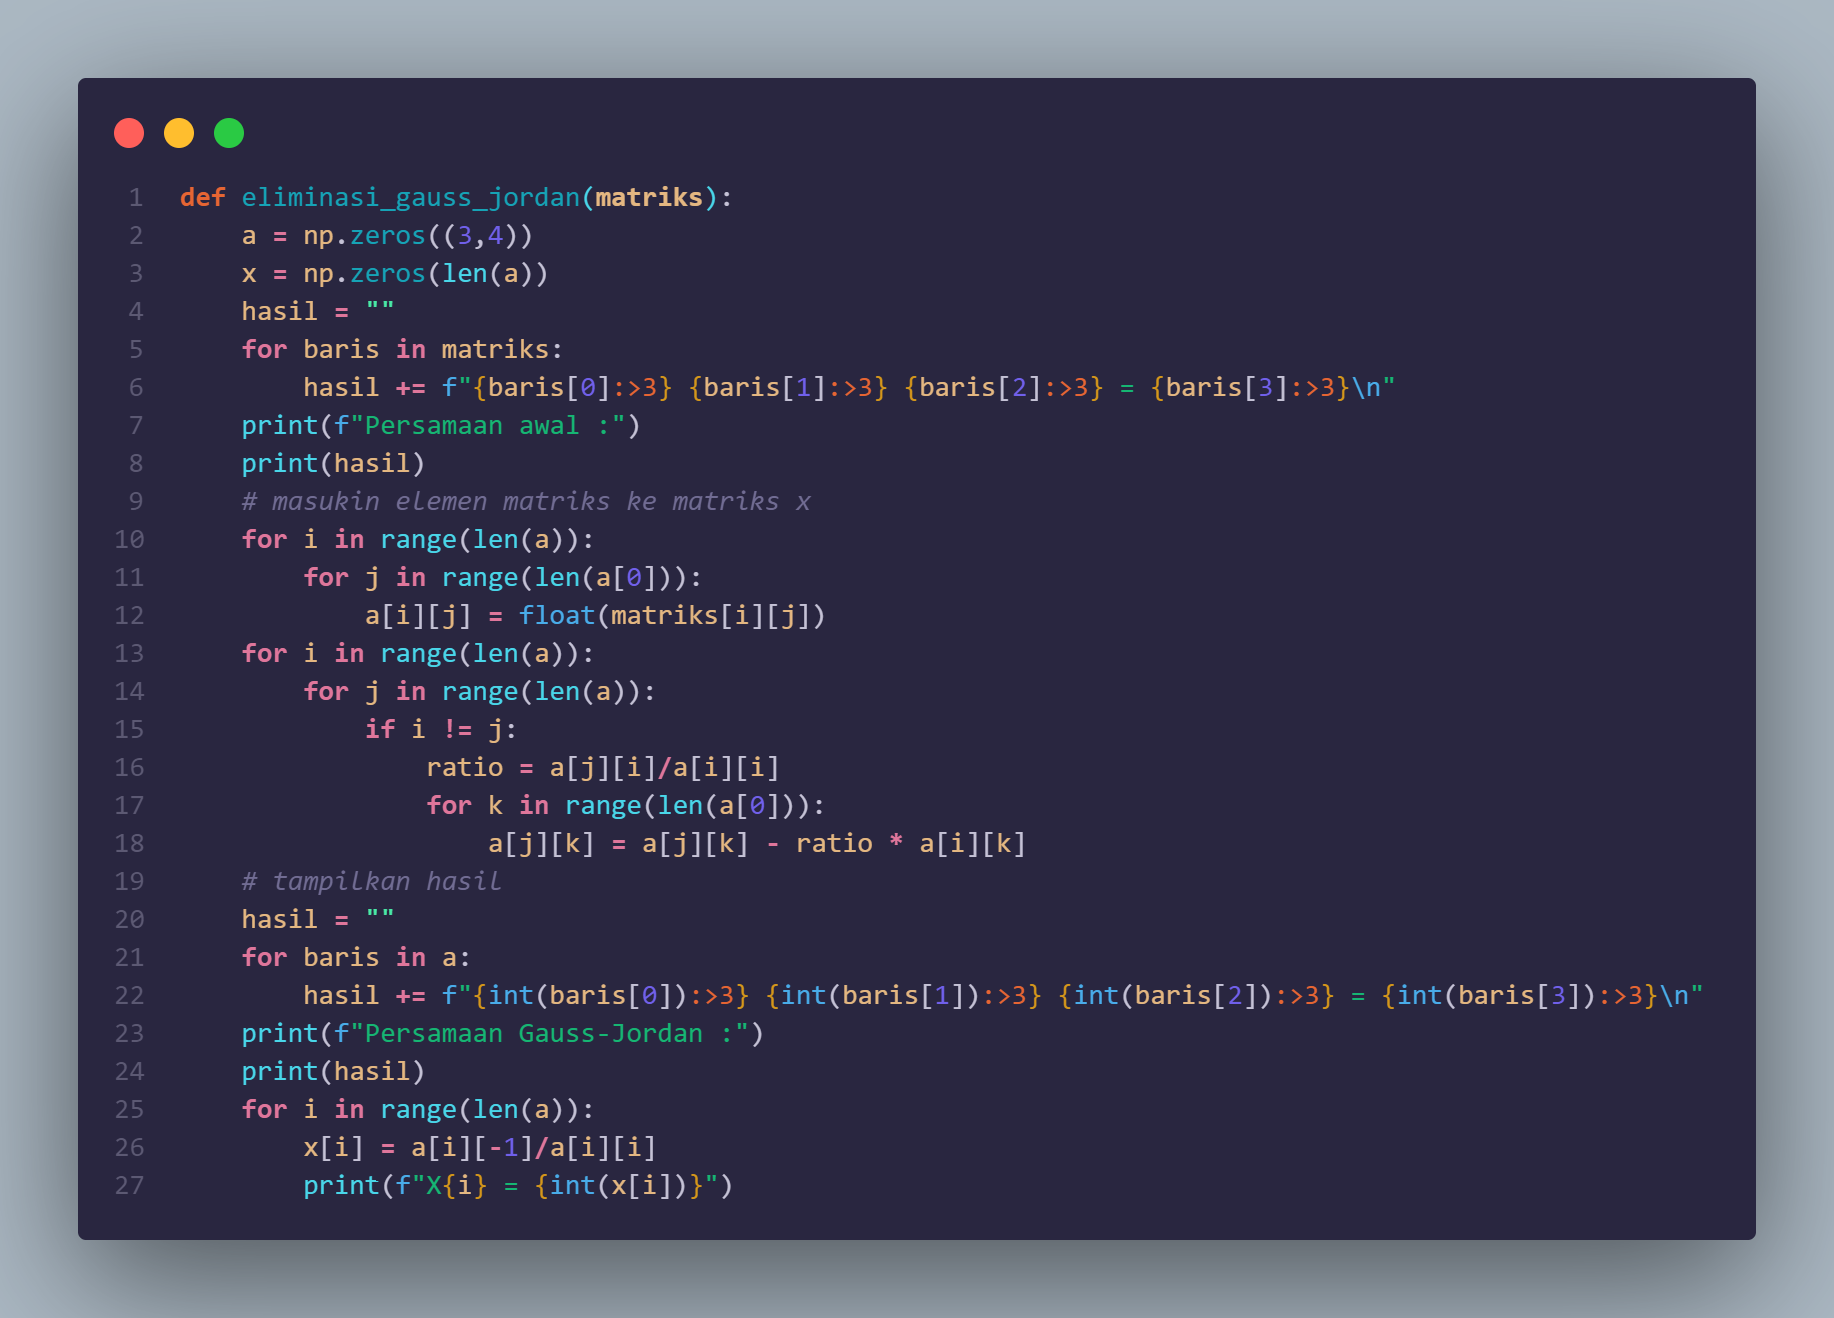 1 def eliminasi_gauss_jordan(matriks):
2     a = np.zeros((3,4))
3     x = np.zeros(len(a))
4     hasil = ""
5     for baris in matriks:
6         hasil += f"{baris[0]:>3} {baris[1]:>3} {baris[2]:>3} = {baris[3]:>3}\n"
7     print(f"Persamaan awal :")
8     print(hasil)
9     # masukin elemen matriks ke matriks x
10     for i in range(len(a)):
11         for j in range(len(a[0])):
12             a[i][j] = float(matriks[i][j])
13     for i in range(len(a)):
14         for j in range(len(a)):
15             if i != j:
16                 ratio = a[j][i]/a[i][i]
17                 for k in range(len(a[0])):
18                     a[j][k] = a[j][k] - ratio * a[i][k]
19     # tampilkan hasil
20     hasil = ""
21     for baris in a:
22         hasil += f"{int(baris[0]):>3} {int(baris[1]):>3} {int(baris[2]):>3} = {int(baris[3]):>3}\n"
23     print(f"Persamaan Gauss-Jordan :")
24     print(hasil)
25     for i in range(len(a)):
26         x[i] = a[i][-1]/a[i][i]
27         print(f"X{i} = {int(x[i])}")